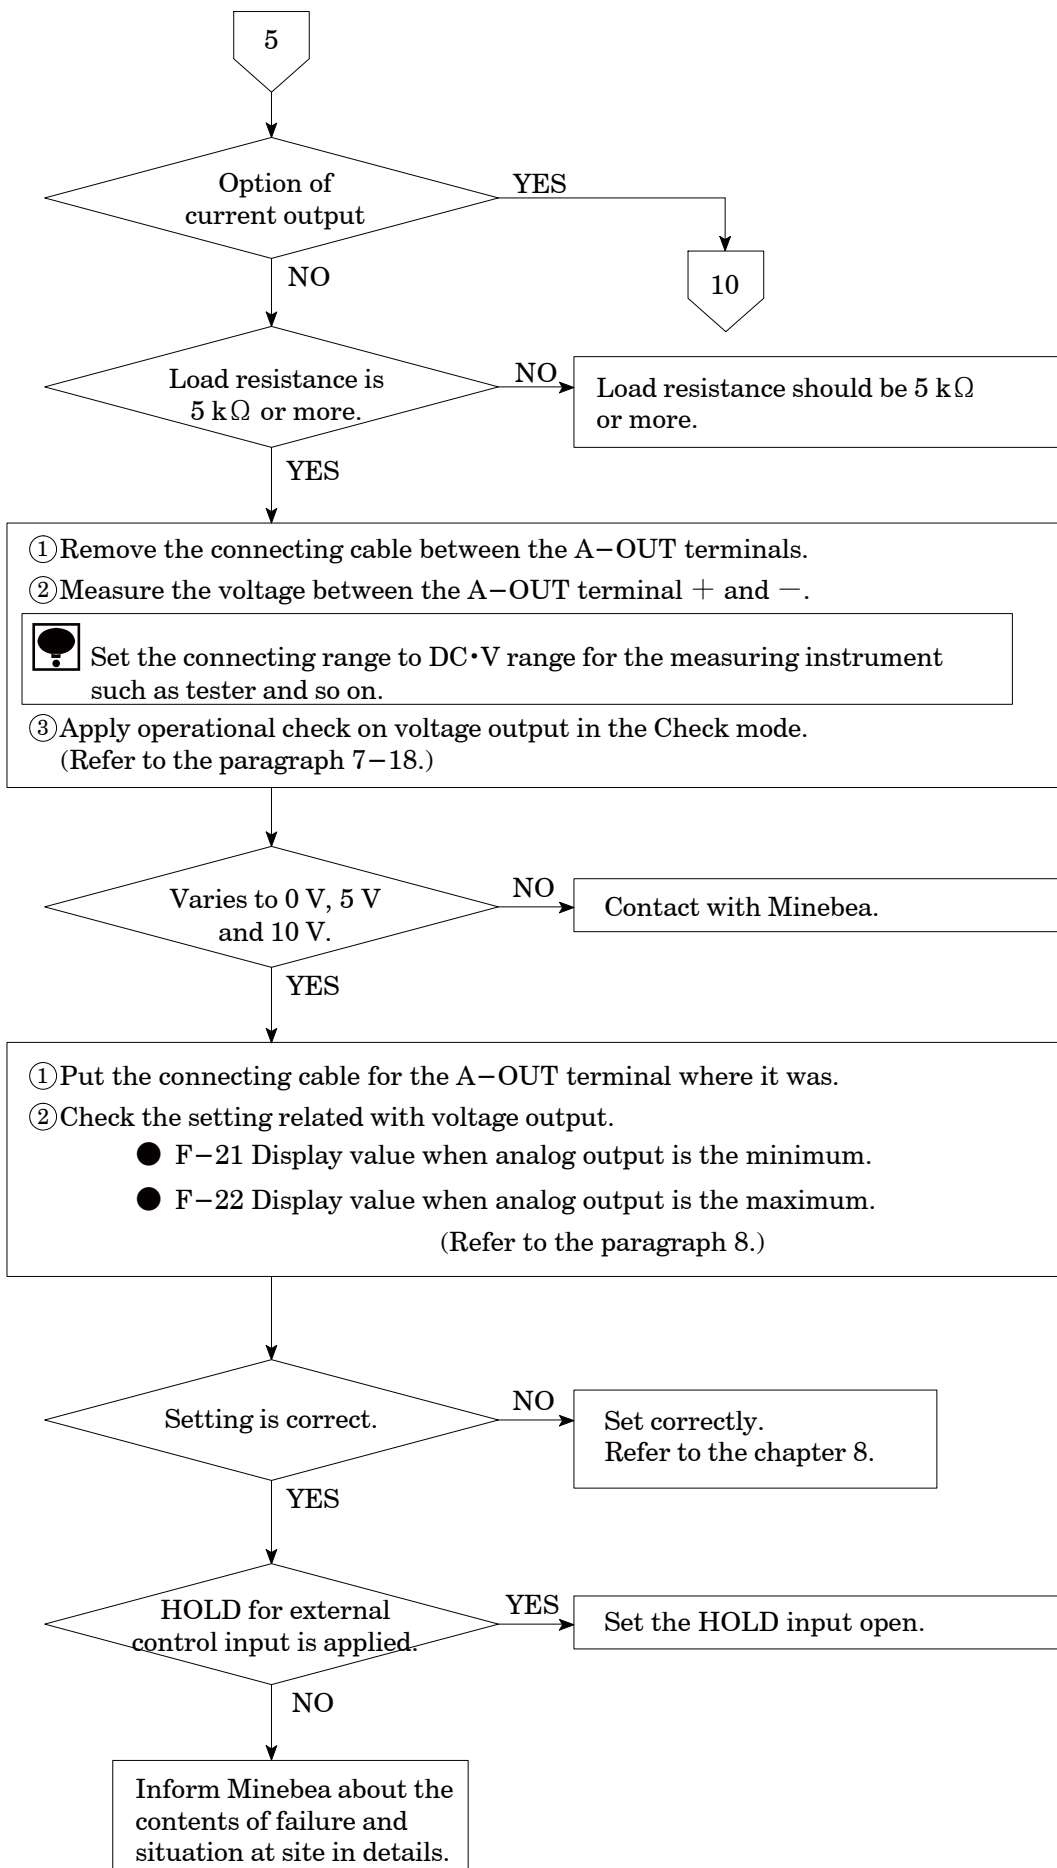 5
Option of
current output
YES
NO
10
Load resistance is
5 kΩ or more.
NO
Load resistance should be 5 kΩ
or more.
YES
①Remove the connecting cable between the A−OUT terminals.
②Measure the voltage between the A−OUT terminal + and −.
Set the connecting range to DC・V range for the measuring instrument
such as tester and so on.
③Apply operational check on voltage output in the Check mode.
(Refer to the paragraph 7−18.)
Varies to 0 V, 5 V
and 10 V.
NO
Contact with Minebea.
YES
①Put the connecting cable for the A−OUT terminal where it was.
②Check the setting related with voltage output.
● F−21 Display value when analog output is the minimum.
● F−22 Display value when analog output is the maximum.
(Refer to the paragraph 8.)
Setting is correct.
NO
Set correctly.
Refer to the chapter 8.
YES
HOLD for external
control input is applied.
YES
Set the HOLD input open.
NO
Inform Minebea about the
contents of failure and
situation at site in details.